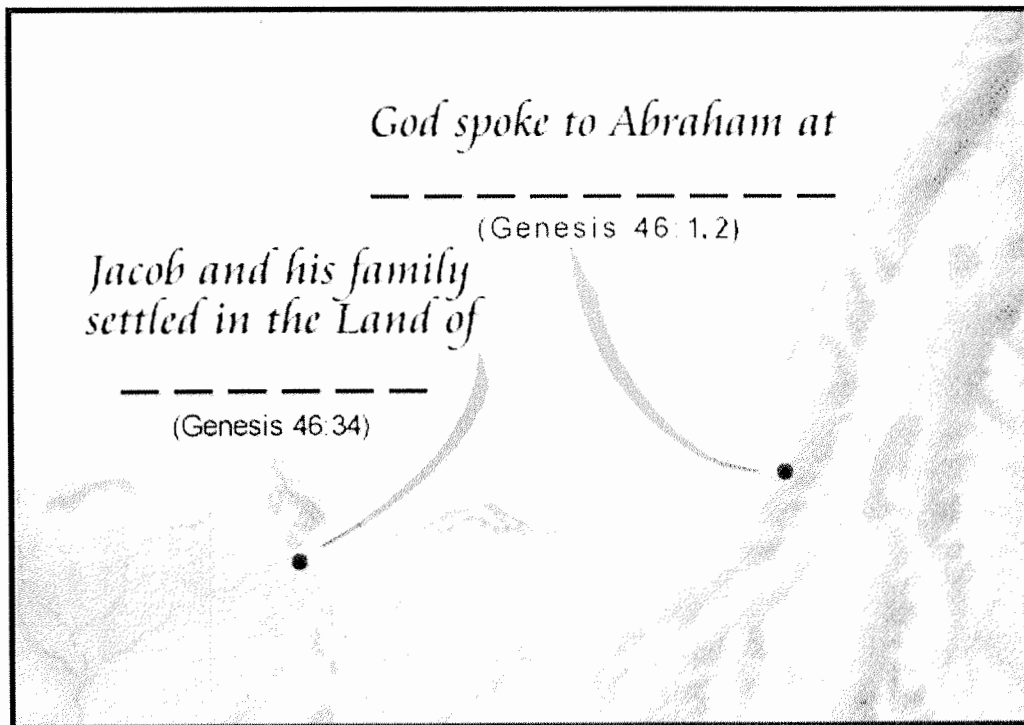 God spoke to Abraham at
_ _ _ _ _ _ _ _ _
(Genesis 46:1,2)
Jacob and his family
settled in the Land of
_ _ _ _ _ _
(Genesis 46:34)